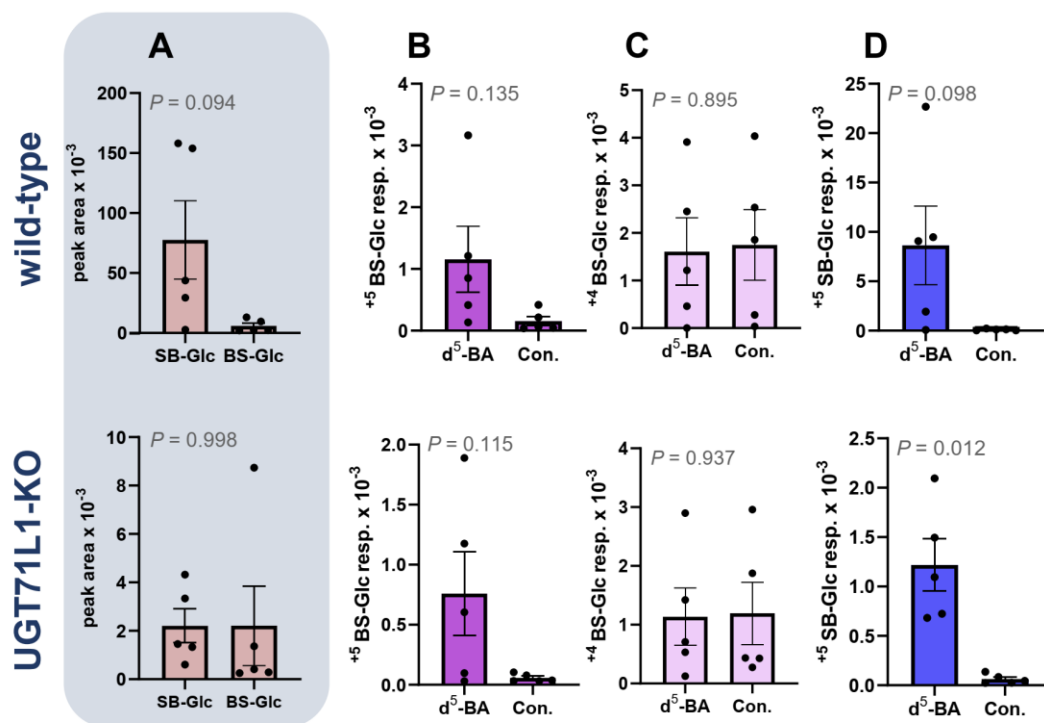 A
B
C
D
wild-type
peak area x 10⁻³
200
150
100
50
0
P = 0.094
SB-Glc BS-Glc
⁺⁵ BS-Glc resp. x 10⁻³
4
3
2
1
0
P = 0.135
d⁵-BA Con.
⁺⁴ BS-Glc resp. x 10⁻³
5
4
3
2
1
0
P = 0.895
d⁵-BA Con.
⁺⁵ SB-Glc resp. x 10⁻³
25
20
15
10
5
0
P = 0.098
d⁵-BA Con.
UGT71L1-KO
peak area x 10⁻³
10
8
6
4
2
0
P = 0.998
SB-Glc BS-Glc
⁺⁵ BS-Glc resp. x 10⁻³
2.0
1.5
1.0
0.5
0.0
P = 0.115
d⁵-BA Con.
⁺⁴ BS-Glc resp. x 10⁻³
4
3
2
1
0
P = 0.937
d⁵-BA Con.
⁺⁵ SB-Glc resp. x 10⁻³
2.5
2.0
1.5
1.0
0.5
0.0
P = 0.012
d⁵-BA Con.